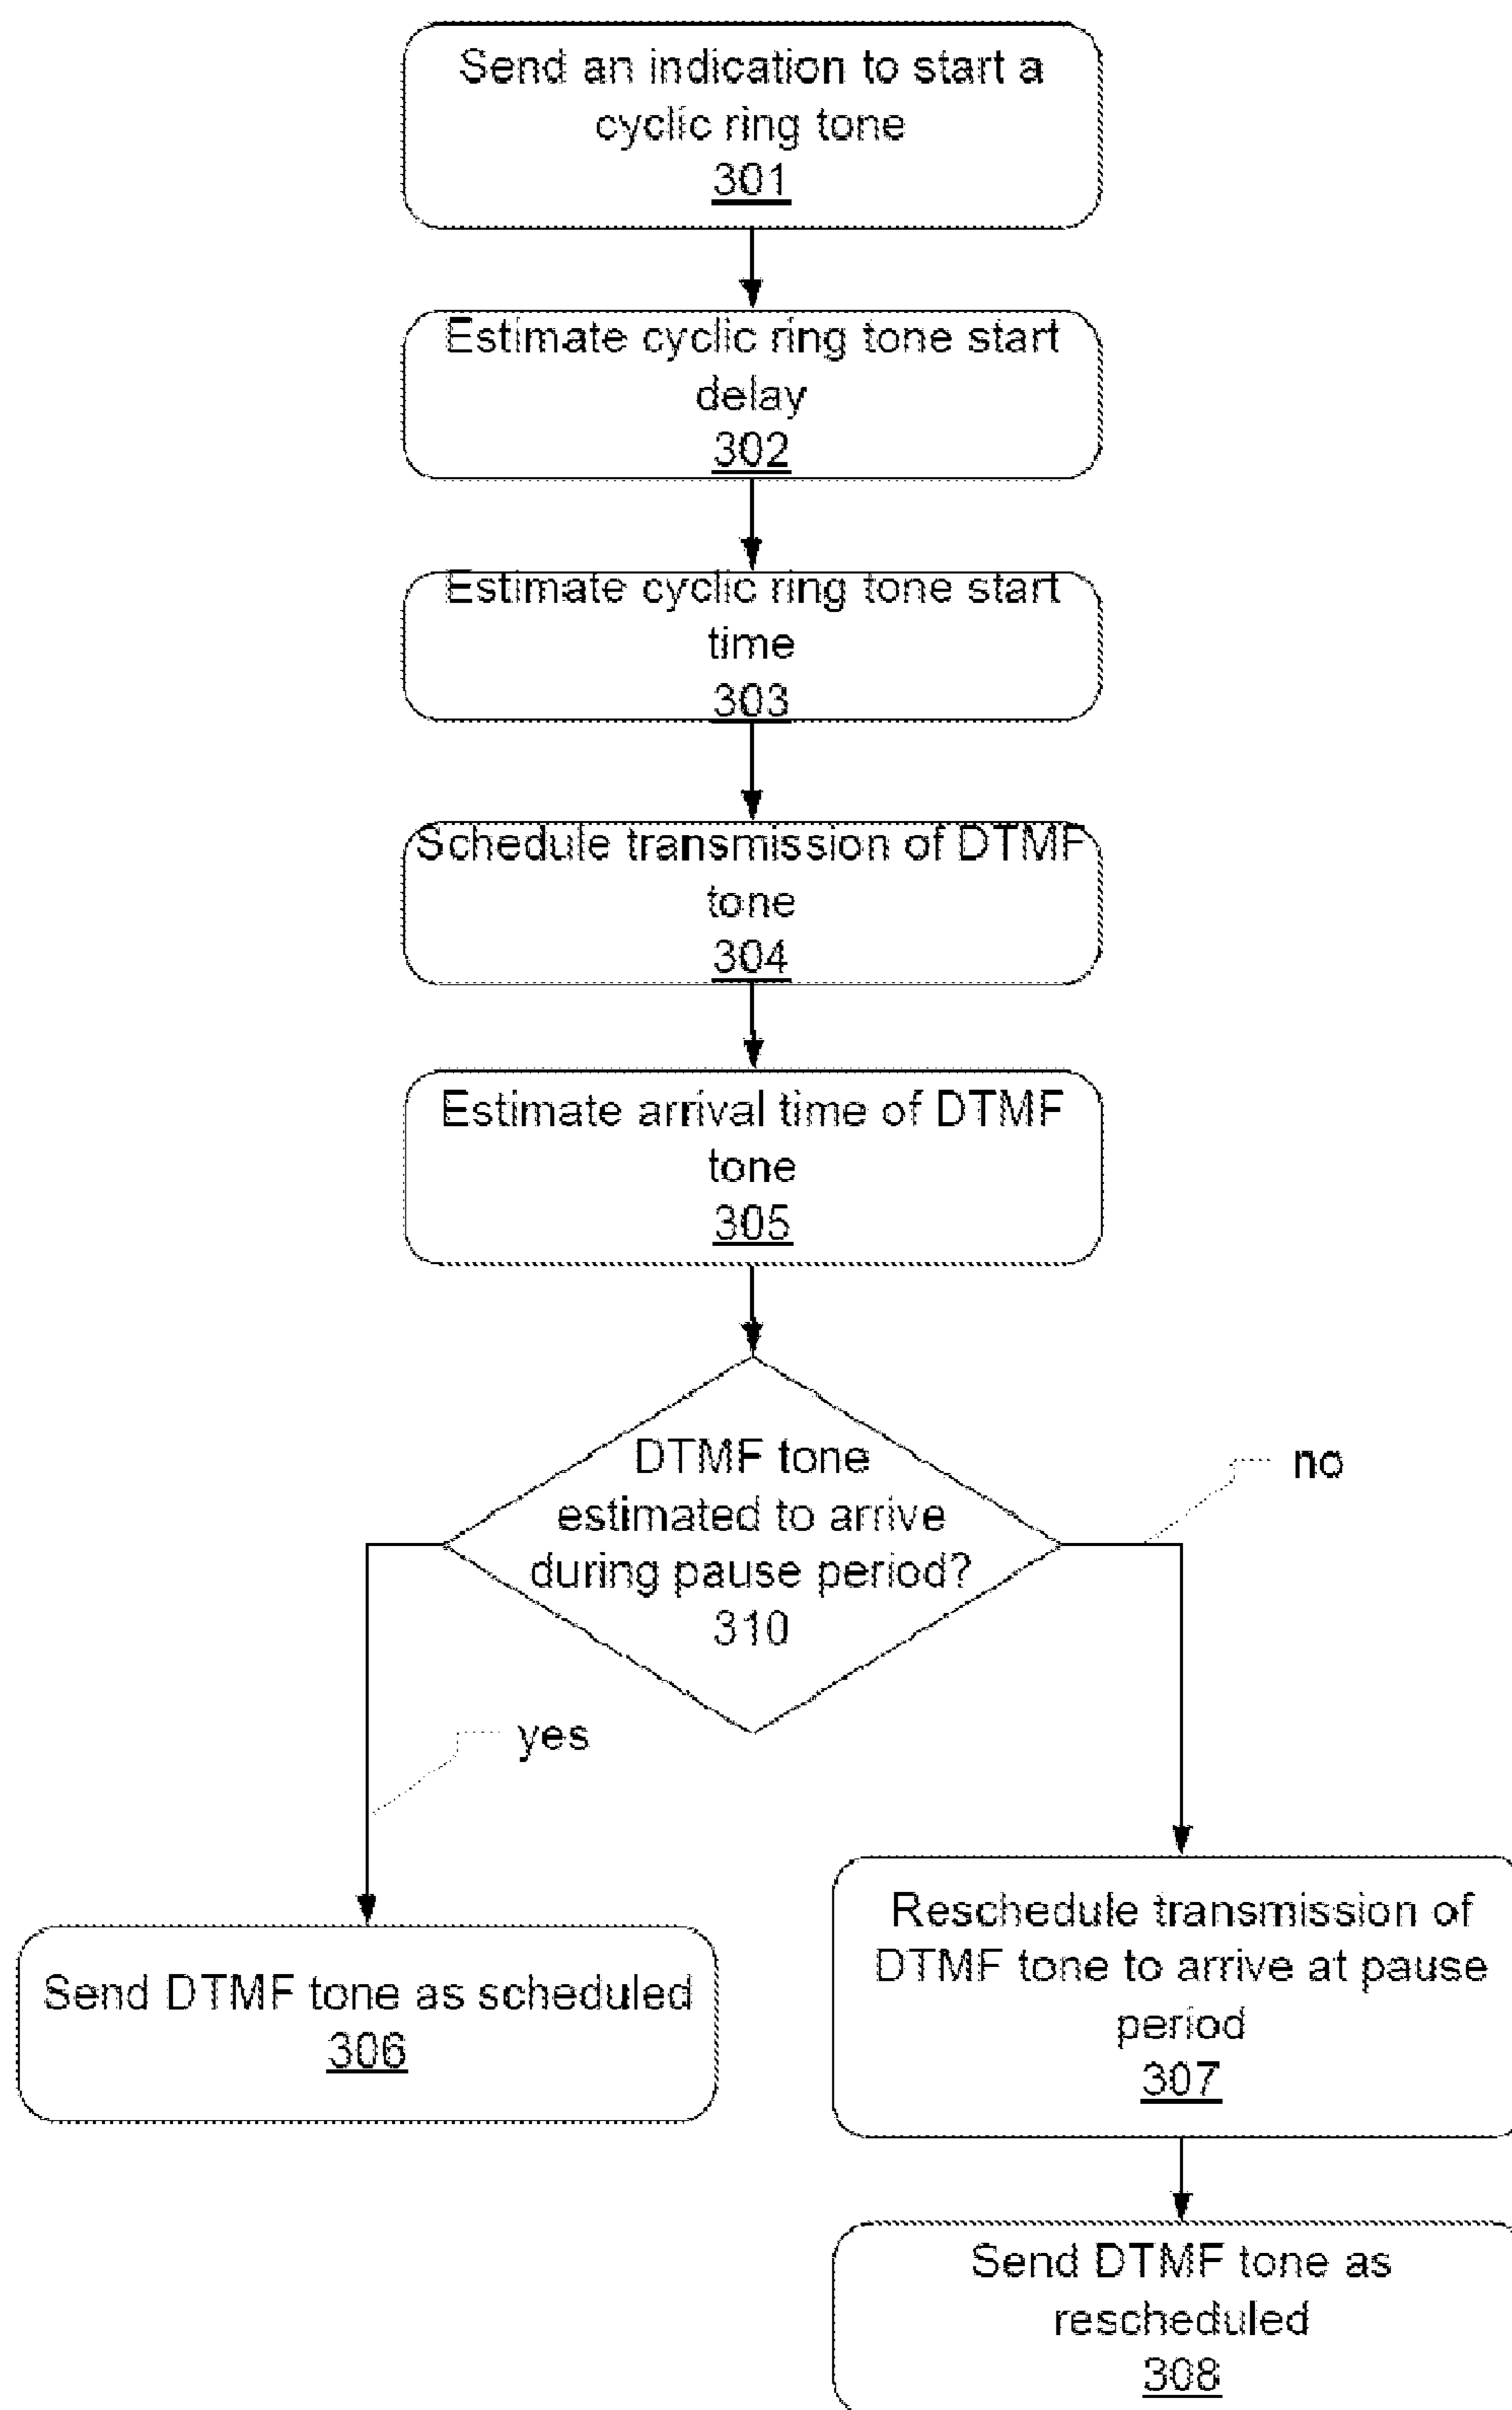 Send an indication to start a
cyclic ring tone
301
Estimate cyclic ring tone start
delay
302
Estimate cyclic ring tone start
time
303
Schedule transmission of DTMF
tone
304
Estimate arrival time of DTMF
tone
305
DTMF tone
estimated to arrive
during pause period?
310
no
yes
Send DTMF tone as scheduled
306
Reschedule transmission of
DTMF tone to arrive at pause
period
307
Send DTMF tone as
rescheduled
308